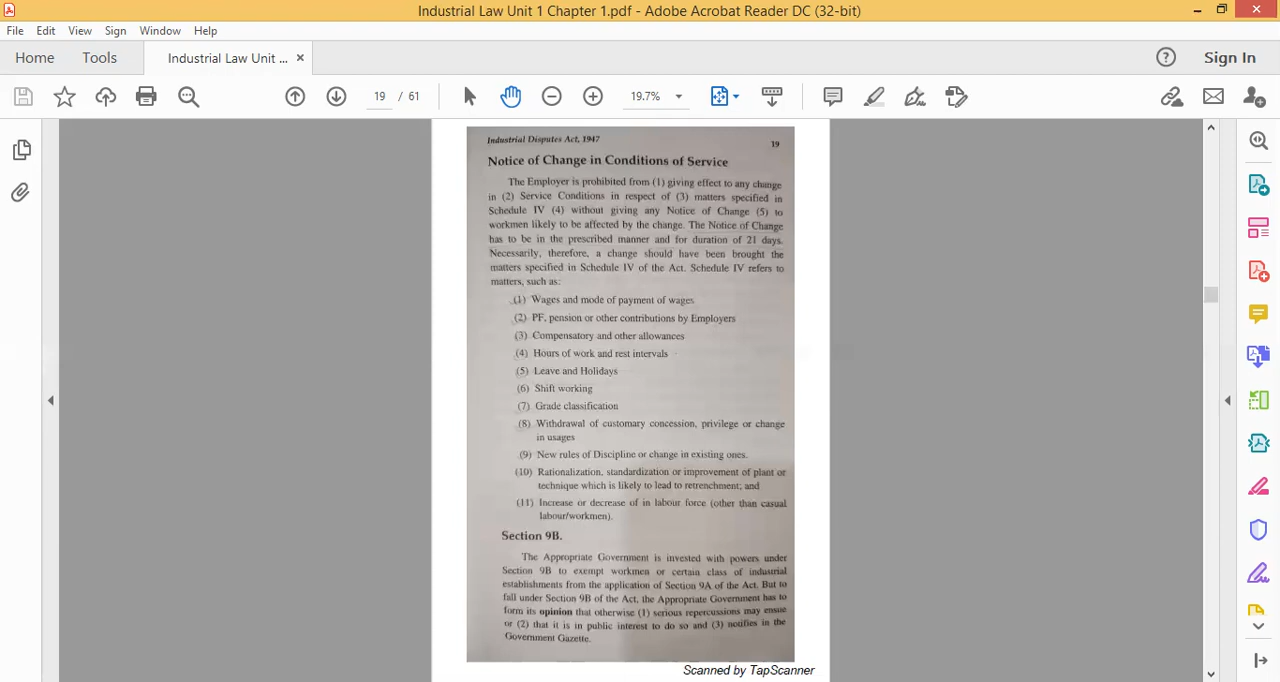 Industrial Law Unit 1 Chapter 1.pdf - Adobe Acrobat Reader DC (32-bit)
File Edit View Sign Window Help
Home Tools Industrial Law Unit ... × Sign In
19 / 61 19.7%
Industrial Disputes Act, 1947 19
Notice of Change in Conditions of Service
The Employer is prohibited from (1) giving effect to any change
in (2) Service Conditions in respect of (3) matters specified in
Schedule IV (4) without giving any Notice of Change (5) to
workmen likely to be affected by the change. The Notice of Change
has to be in the prescribed manner and for duration of 21 days.
Necessarily, therefore, a change should have been brought the
matters specified in Schedule IV of the Act. Schedule IV refers to
matters, such as:
(1) Wages and mode of payment of wages
(2) PF, pension or other contributions by Employers
(3) Compensatory and other allowances
(4) Hours of work and rest intervals
(5) Leave and Holidays
(6) Shift working
(7) Grade classification
(8) Withdrawal of customary concession, privilege or change
in usages
(9) New rules of Discipline or change in existing ones.
(10) Rationalization, standardization or improvement of plant or
technique which is likely to lead to retrenchment; and
(11) Increase or decrease of in labour force (other than casual
labour/workmen).
Section 9B.
The Appropriate Government is invested with powers under
Section 9B to exempt workmen or certain class of industrial
establishments from the application of Section 9A of the Act. But to
fall under Section 9B of the Act, the Appropriate Government has to
form its opinion that otherwise (1) serious repercussions may ensue
or (2) that it is in public interest to do so and (3) notifies in the
Government Gazette.
Scanned by TapScanner